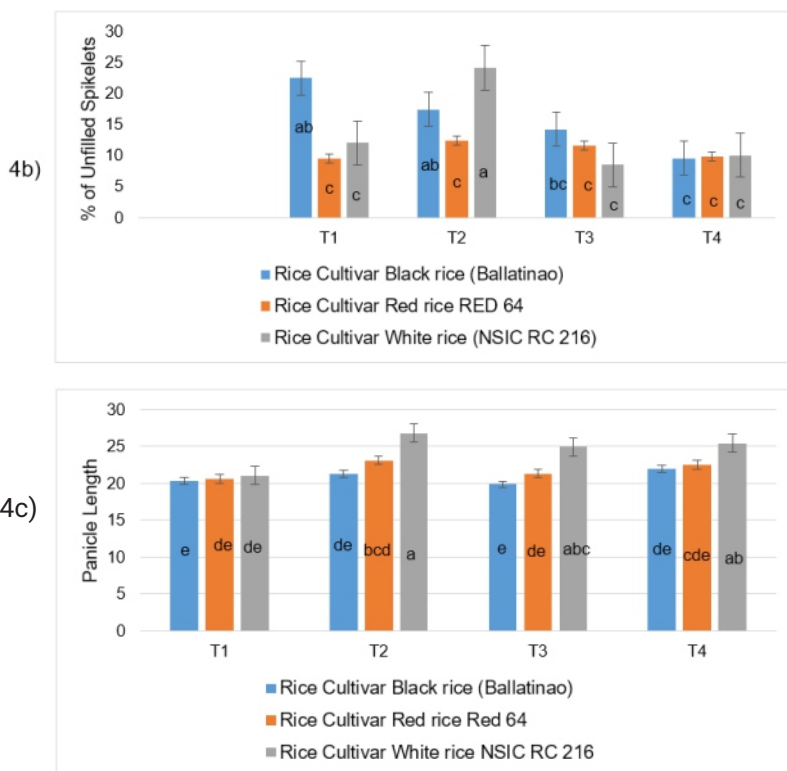 4b)
% of Unfilled Spikelets
30
25
20
15
10
5
0
ab c c
ab c a
bc c c
c c c
T1 T2 T3 T4
Rice Cultivar Black rice (Ballatinao)
Rice Cultivar Red rice RED 64
Rice Cultivar White rice (NSIC RC 216)
4c)
Panicle Length
30
25
20
15
10
5
0
e de de
de bcd a
e de abc
de cde ab
T1 T2 T3 T4
Rice Cultivar Black rice (Ballatinao)
Rice Cultivar Red rice Red 64
Rice Cultivar White rice NSIC RC 216